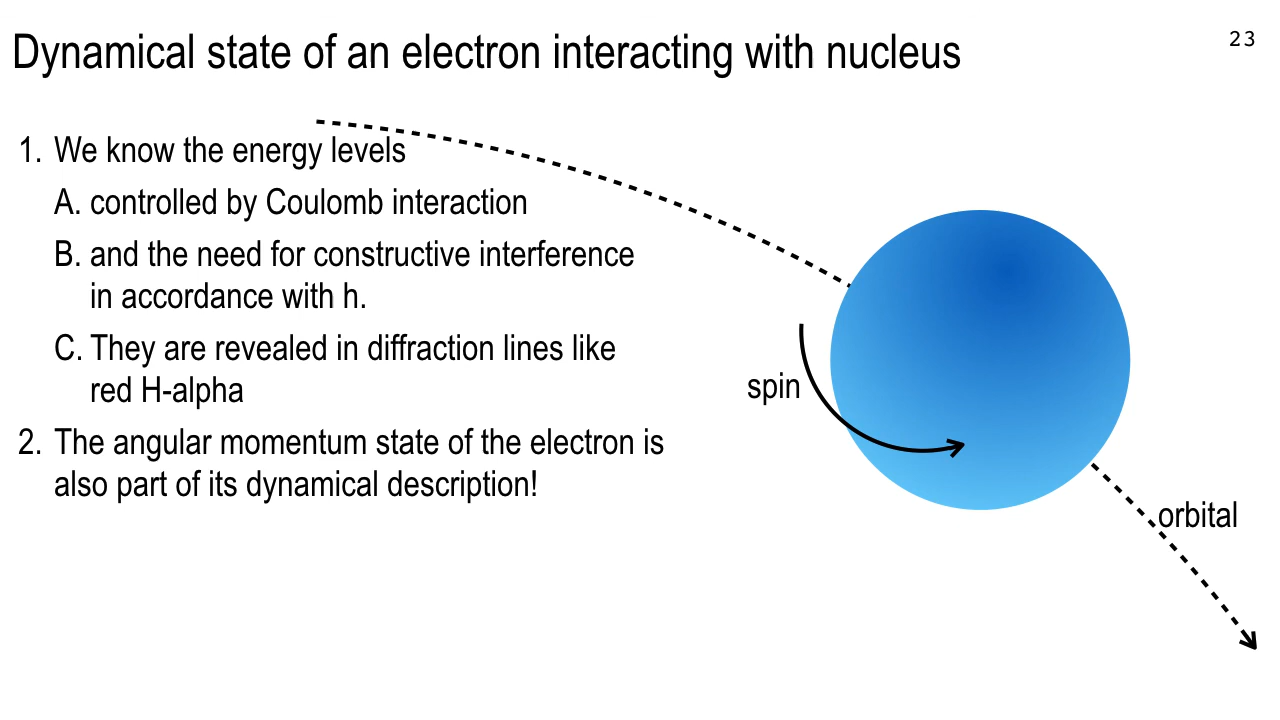 Dynamical state of an electron interacting with nucleus
23
1. We know the energy levels
A. controlled by Coulomb interaction
B. and the need for constructive interference
in accordance with h.
C. They are revealed in diffraction lines like
red H-alpha
2. The angular momentum state of the electron is
also part of its dynamical description!
spin
orbital